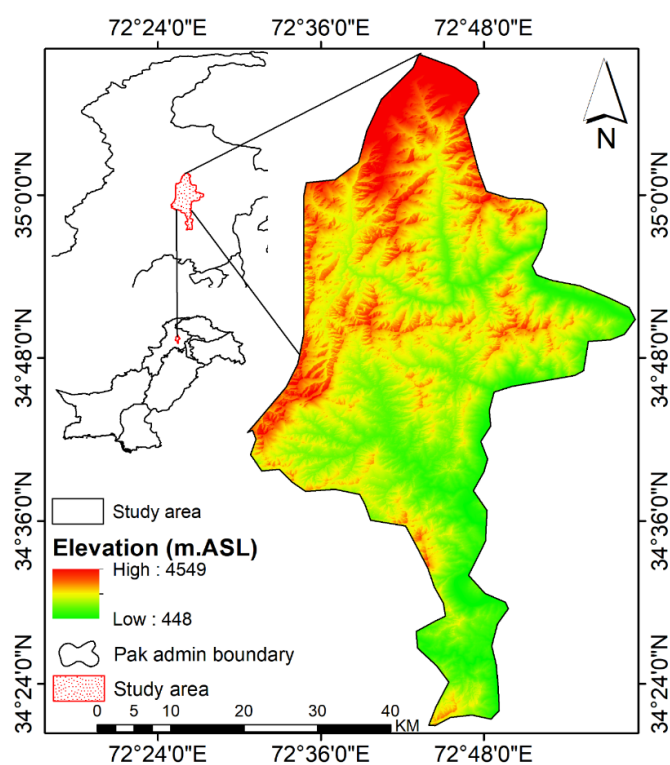 72°24'0"E 72°36'0"E 72°48'0"E
N
35°0'0"N 35°0'0"N
34°48'0"N 34°48'0"N
34°36'0"N 34°36'0"N
34°24'0"N 34°24'0"N
Study area
Elevation (m.ASL)
High : 4549
Low : 448
Pak admin boundary
Study area
0 5 10 20 30 40
KM
72°24'0"E 72°36'0"E 72°48'0"E